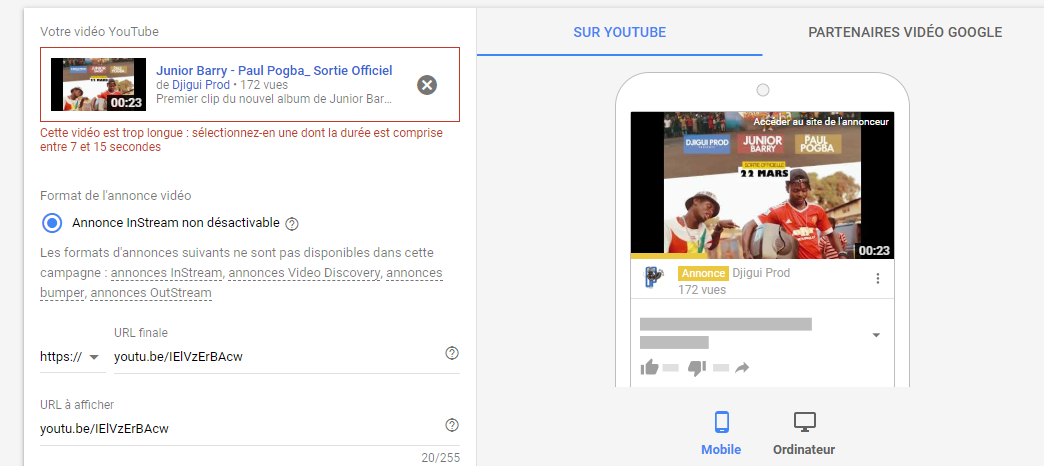 Votre vidéo YouTube
Junior Barry - Paul Pogba_ Sortie Officiel
de Djigui Prod • 172 vues
Premier clip du nouvel album de Junior Bar...
00:23
Cette vidéo est trop longue : sélectionnez-en une dont la durée est comprise
entre 7 et 15 secondes
Format de l'annonce vidéo
Annonce InStream non désactivable
Les formats d'annonces suivants ne sont pas disponibles dans cette
campagne : annonces InStream, annonces Video Discovery, annonces
bumper, annonces OutStream
URL finale
https://
youtu.be/IElVzErBAcw
URL à afficher
youtu.be/IElVzErBAcw
20/255
SUR YOUTUBE
PARTENAIRES VIDÉO GOOGLE
Accéder au site de l'annonceur
DJIGUI PROD
JUNIOR
BARRY
PAUL
POGBA
SORTIE OFFICIELLE
22 MARS
00:23
Annonce Djigui Prod
172 vues
Mobile
Ordinateur